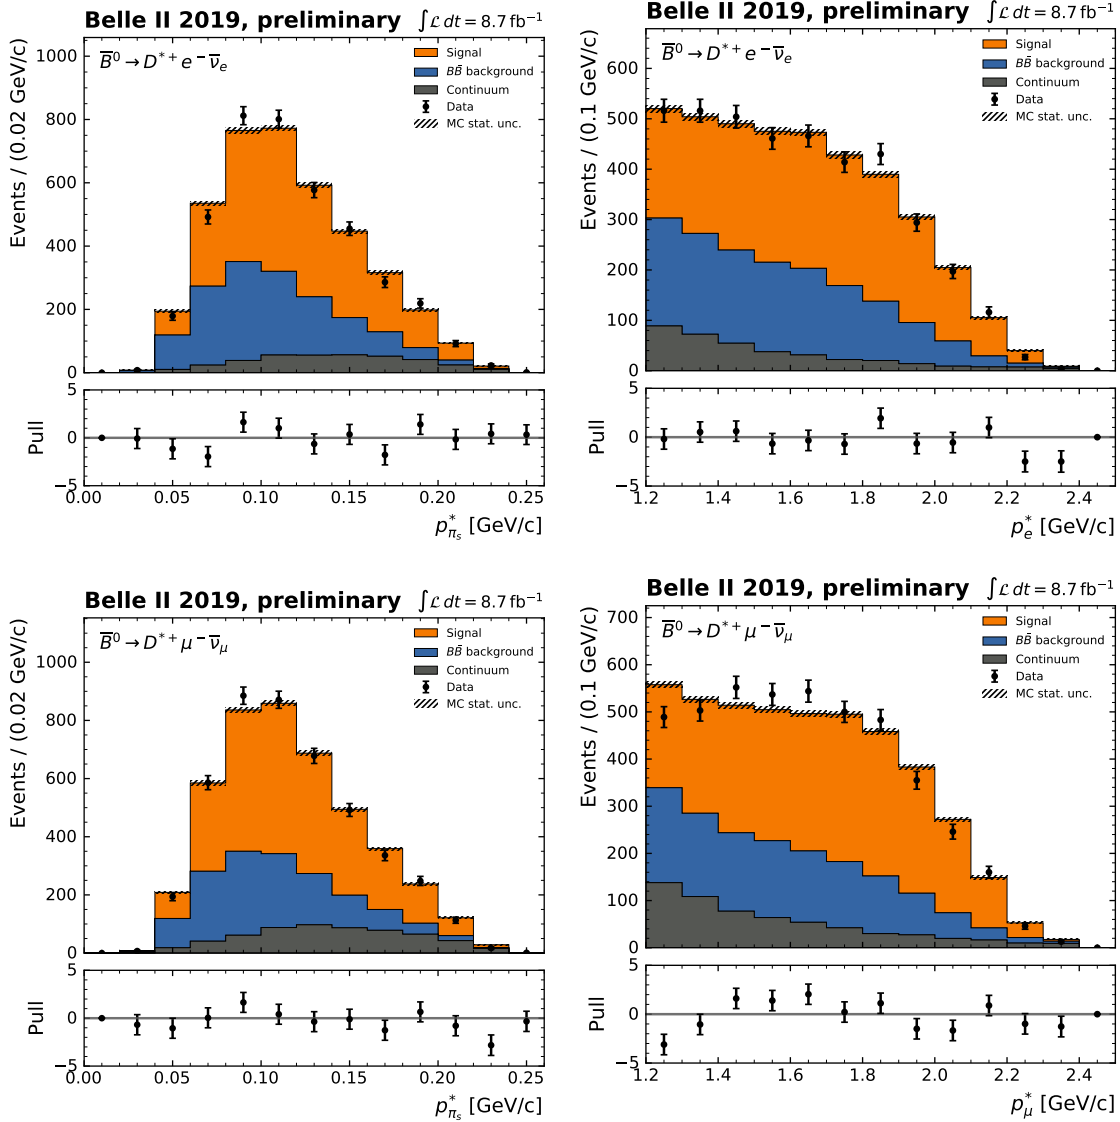 Belle II 2019, preliminary ∫ℒ dt = 8.7 fb⁻¹
B̅⁰ → D*⁺ e⁻ ν̅ₑ
Signal
BB̄ background
Continuum
Data
MC stat. unc.
Events / (0.02 GeV/c)
1000
800
600
400
200
0
Pull
5
0
−5
0.00 0.05 0.10 0.15 0.20 0.25
p*πs [GeV/c]
Belle II 2019, preliminary ∫ℒ dt = 8.7 fb⁻¹
B̅⁰ → D*⁺ e⁻ ν̅ₑ
Signal
BB̄ background
Continuum
Data
MC stat. unc.
Events / (0.1 GeV/c)
600
500
400
300
200
100
0
Pull
5
0
−5
1.2 1.4 1.6 1.8 2.0 2.2 2.4
p*e [GeV/c]
Belle II 2019, preliminary ∫ℒ dt = 8.7 fb⁻¹
B̅⁰ → D*⁺ μ⁻ ν̅μ
Signal
BB̄ background
Continuum
Data
MC stat. unc.
Events / (0.02 GeV/c)
1000
800
600
400
200
0
Pull
5
0
−5
0.00 0.05 0.10 0.15 0.20 0.25
p*πs [GeV/c]
Belle II 2019, preliminary ∫ℒ dt = 8.7 fb⁻¹
B̅⁰ → D*⁺ μ⁻ ν̅μ
Signal
BB̄ background
Continuum
Data
MC stat. unc.
Events / (0.1 GeV/c)
700
600
500
400
300
200
100
0
Pull
5
0
−5
1.2 1.4 1.6 1.8 2.0 2.2 2.4
p*μ [GeV/c]